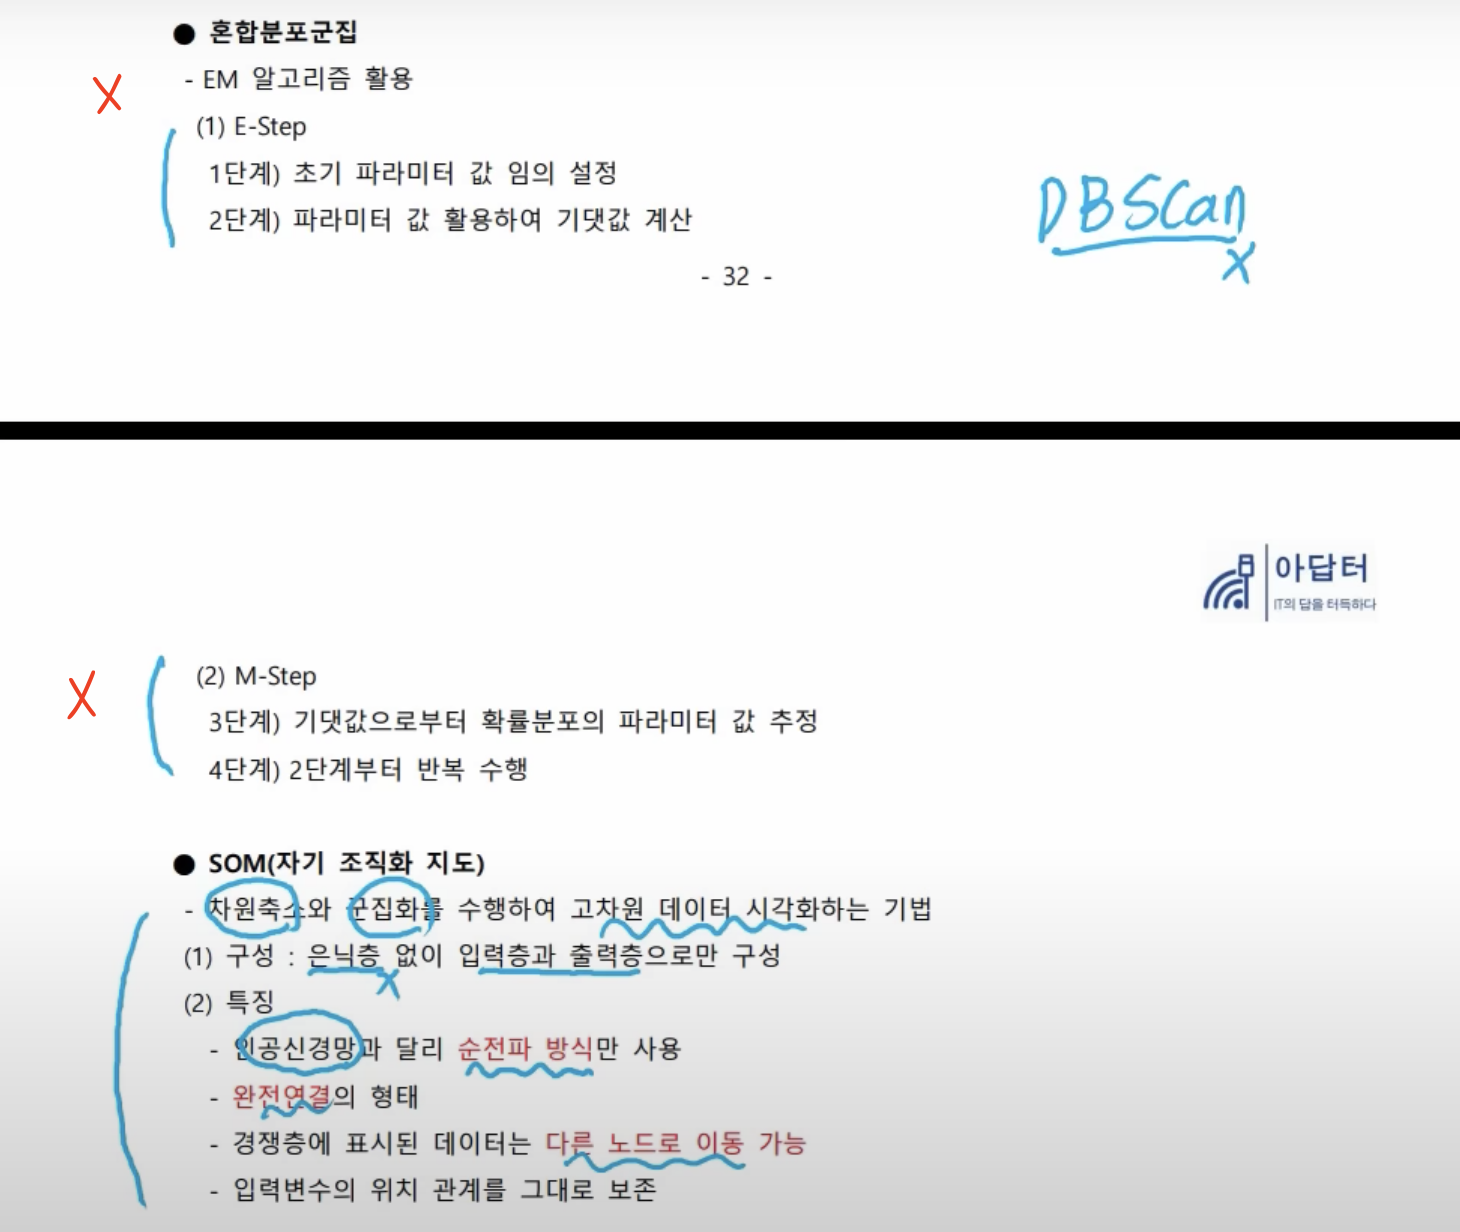 ● 혼합분포군집
- EM 알고리즘 활용
X
(1) E-Step
1단계) 초기 파라미터 값 임의 설정
2단계) 파라미터 값 활용하여 기댓값 계산
DBSCan
X
- 32 -
아답터
IT의 답을 터득하다
(2) M-Step
X
3단계) 기댓값으로부터 확률분포의 파라미터 값 추정
4단계) 2단계부터 반복 수행
● SOM(자기 조직화 지도)
- 차원축소와 군집화를 수행하여 고차원 데이터 시각화하는 기법
(1) 구성 : 은닉층 없이 입력층과 출력층으로만 구성
X
(2) 특징
- 인공신경망과 달리 순전파 방식만 사용
- 완전연결의 형태
- 경쟁층에 표시된 데이터는 다른 노드로 이동 가능
- 입력변수의 위치 관계를 그대로 보존